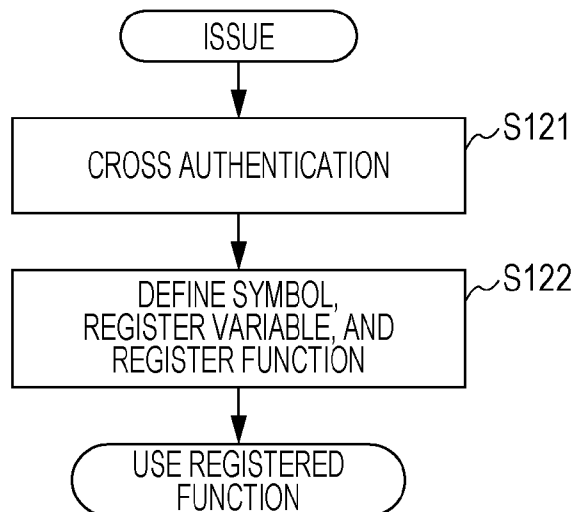 ISSUE
CROSS AUTHENTICATION
S121
DEFINE SYMBOL,
REGISTER VARIABLE, AND
REGISTER FUNCTION
S122
USE REGISTERED
FUNCTION